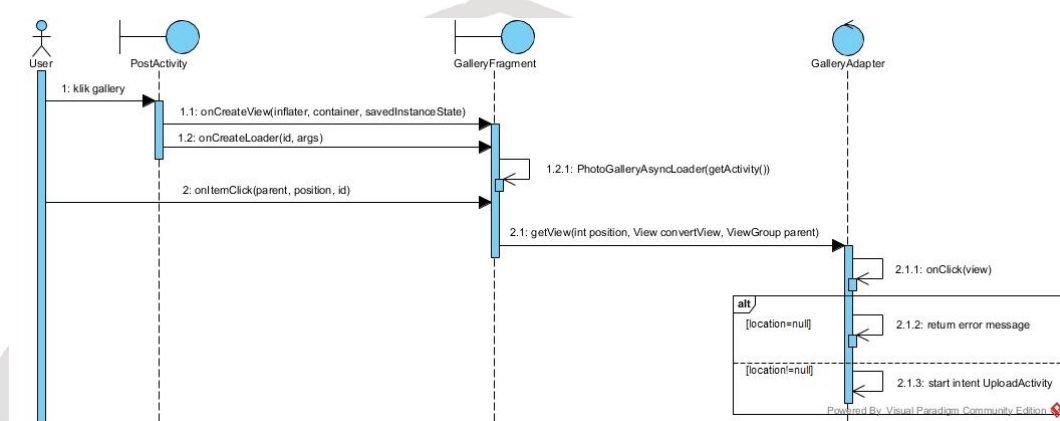 User
PostActivity
GalleryFragment
GalleryAdapter
1: klik gallery
1.1: onCreateView(inflater, container, savedInstanceState)
1.2: onCreateLoader(id, args)
1.2.1: PhotoGalleryAsyncLoader(getActivity())
2: onItemClick(parent, position, id)
2.1: getView(int position, View convertView, ViewGroup parent)
2.1.1: onClick(view)
alt
[location=null]
2.1.2: return error message
[location!=null]
2.1.3: start intent UploadActivity
Powered By Visual Paradigm Community Edition